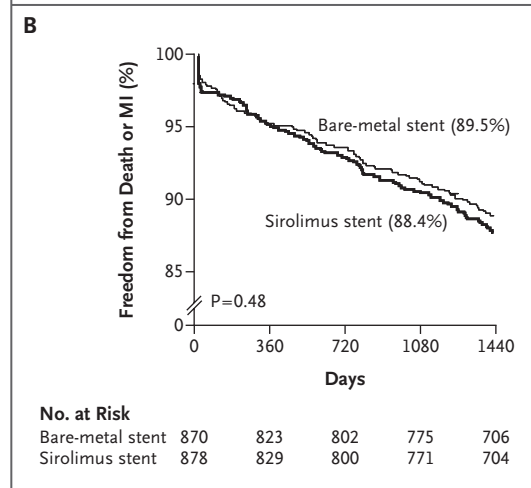 B
Freedom from Death or MI (%)
100
95
90
85
0
Bare-metal stent (89.5%)
Sirolimus stent (88.4%)
P=0.48
0 360 720 1080 1440
Days
No. at Risk
Bare-metal stent 870 823 802 775 706
Sirolimus stent 878 829 800 771 704